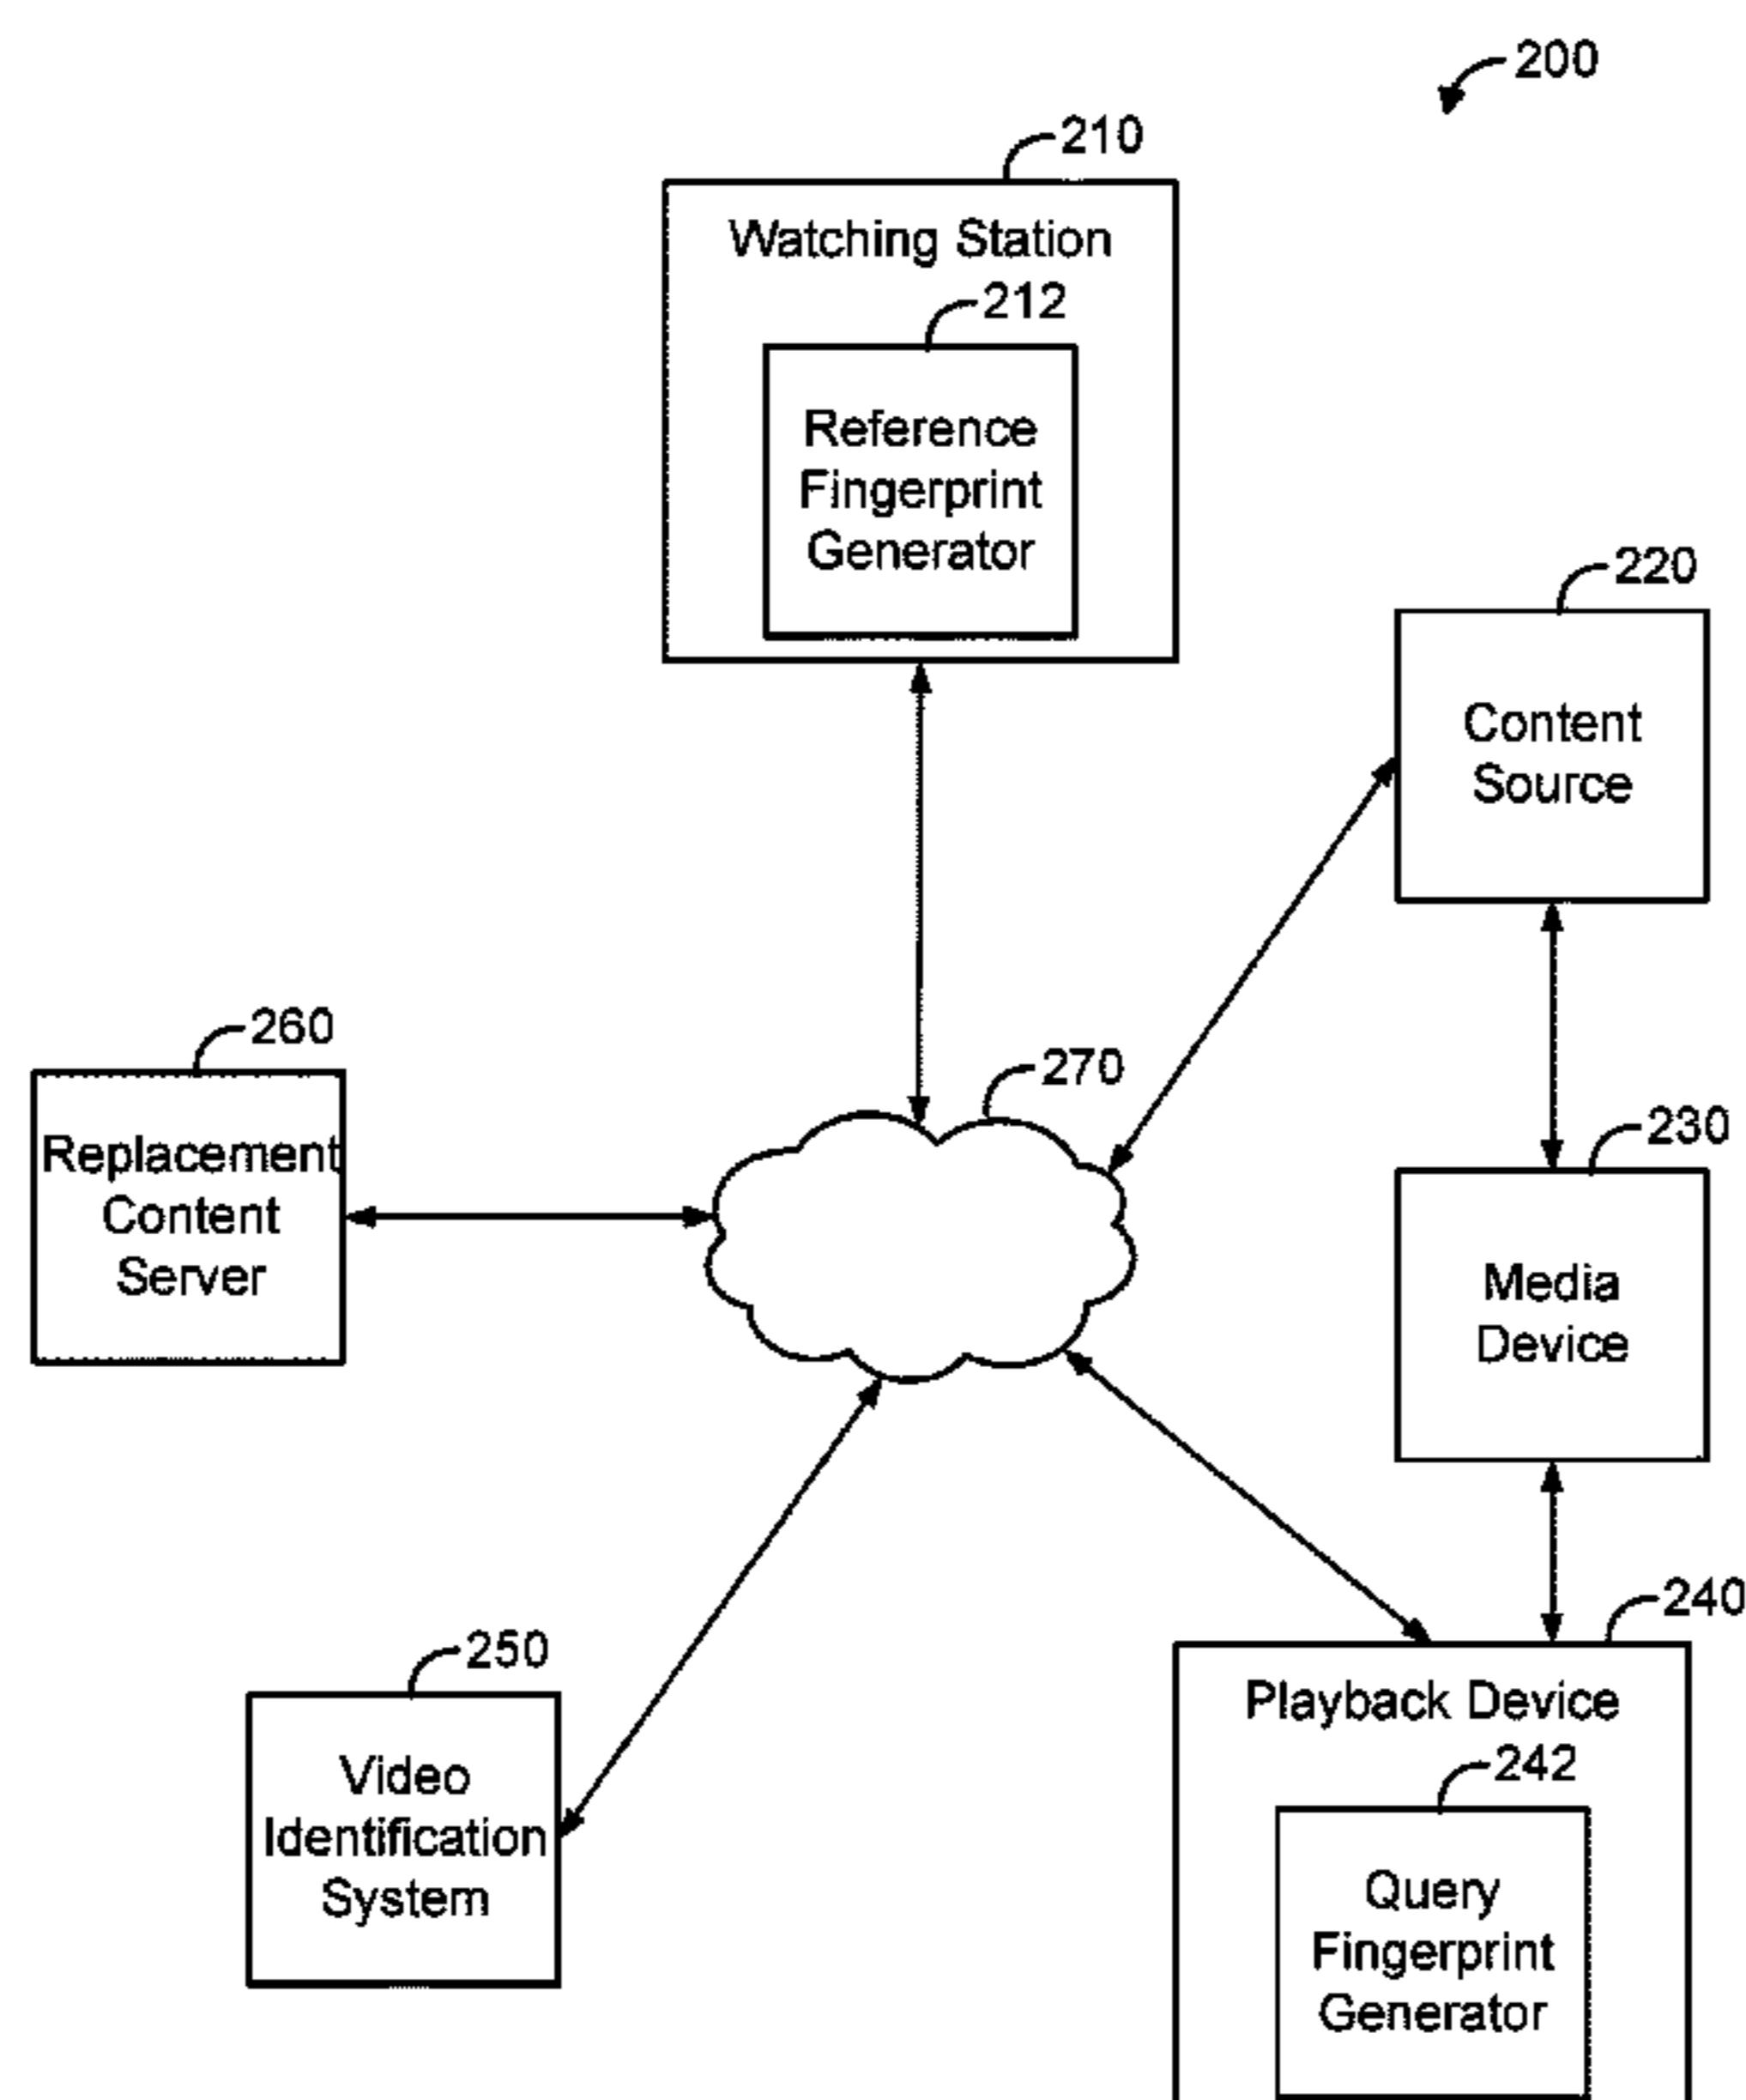 200
210
Watching Station
212
Reference
Fingerprint
Generator
220
Content
Source
260
Replacement
Content
Server
270
230
Media
Device
240
Playback Device
242
Query
Fingerprint
Generator
250
Video
Identification
System